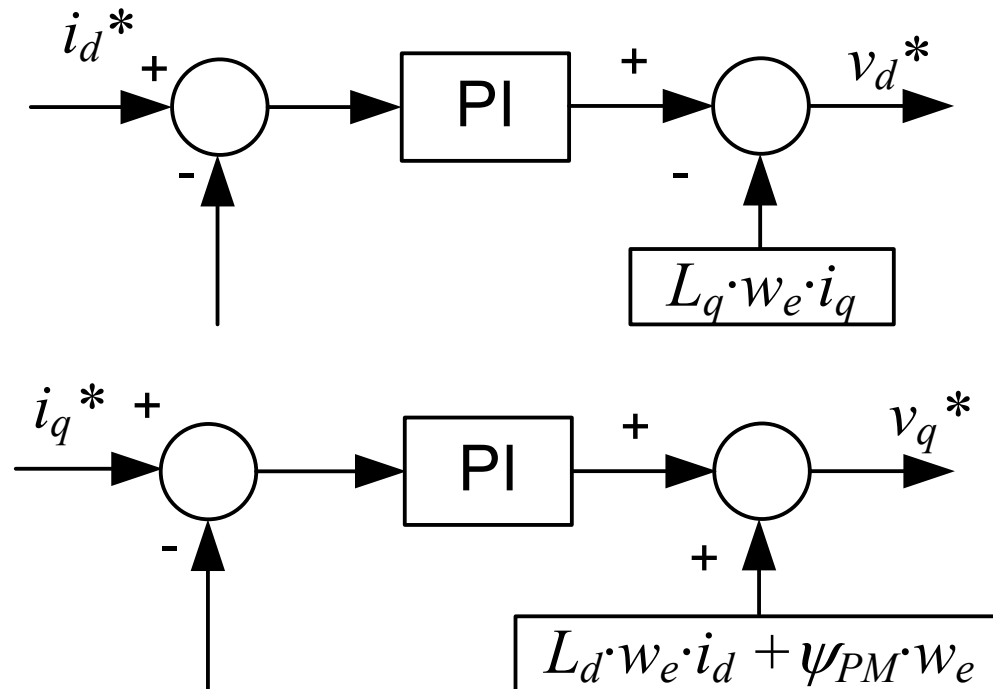 i_d*
+
-
PI
+
-
v_d*
L_q·w_e·i_q
i_q*
+
-
PI
+
+
v_q*
L_d·w_e·i_d + ψ_PM·w_e